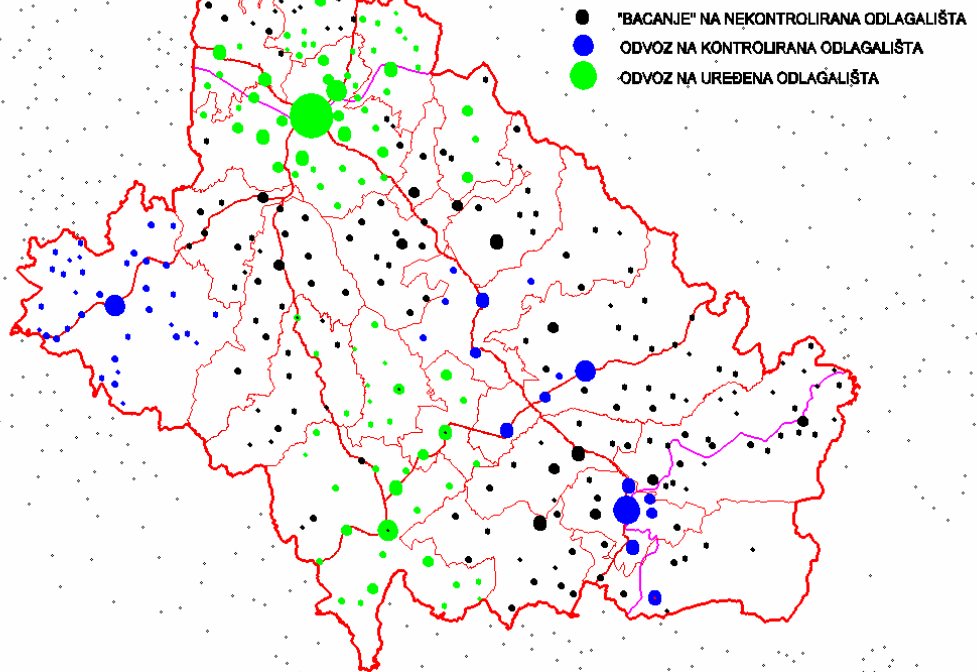 "BACANJE" NA NEKONTROLIRANA ODLAGALIŠTA
ODVOZ NA KONTROLIRANA ODLAGALIŠTA
ODVOZ NA UREĐENA ODLAGALIŠTA